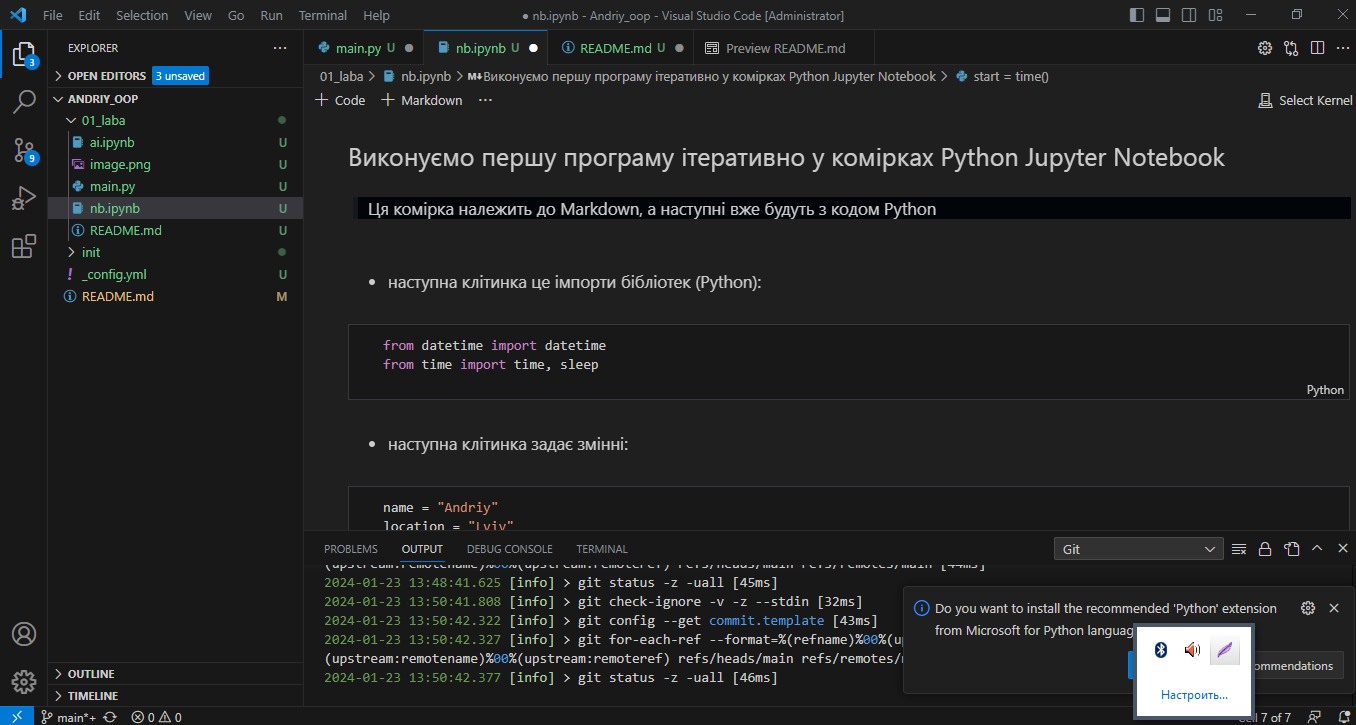 File Edit Selection View Go Run Terminal Help
● nb.ipynb - Andriy_oop - Visual Studio Code [Administrator]
EXPLORER
OPEN EDITORS 3 unsaved
ANDRIY_OOP
01_laba
ai.ipynb U
image.png U
main.py U
nb.ipynb U
README.md U
init
! _config.yml U
README.md M
OUTLINE
TIMELINE
3
9
main.py U
nb.ipynb U
README.md U
Preview README.md
01_laba > nb.ipynb > M↓Виконуємо першу програму ітеративно у комірках Python Jupyter Notebook > start = time()
+ Code + Markdown ...
Select Kernel
Виконуємо першу програму ітеративно у комірках Python Jupyter Notebook
Ця комірка належить до Markdown, а наступні вже будуть з кодом Python
• наступна клітинка це імпорти бібліотек (Python):
from datetime import datetime
from time import time, sleep
Python
• наступна клітинка задає змінні:
name = "Andriy"
location = "Lviv"
PROBLEMS OUTPUT DEBUG CONSOLE TERMINAL
Git
(upstream:remotename)%00%(upstream:remoteref) refs/heads/main refs/remotes/main [44ms]
2024-01-23 13:48:41.625 [info] > git status -z -uall [45ms]
2024-01-23 13:50:41.808 [info] > git check-ignore -v -z --stdin [32ms]
2024-01-23 13:50:42.322 [info] > git config --get commit.template [43ms]
2024-01-23 13:50:42.327 [info] > git for-each-ref --format=%(refname)%00%(u
(upstream:remotename)%00%(upstream:remoteref) refs/heads/main refs/remotes/
2024-01-23 13:50:42.377 [info] > git status -z -uall [46ms]
Do you want to install the recommended 'Python' extension
from Microsoft for Python languag
ommendations
Настроить...
main*+ 0 0
Cell 7 of 7